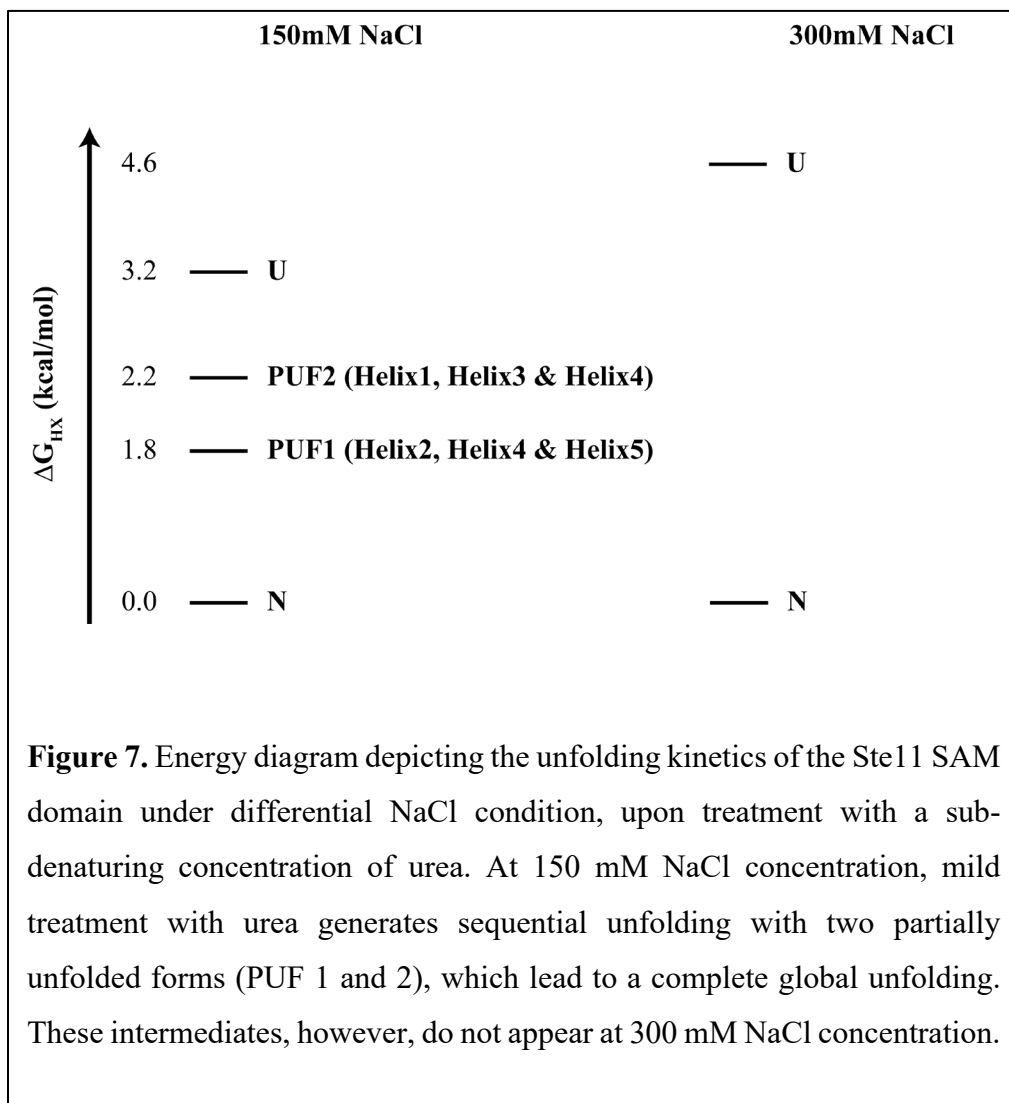 150mM NaCl 300mM NaCl
4.6 U
3.2 U
ΔG_HX (kcal/mol)
2.2 PUF2 (Helix1, Helix3 & Helix4)
1.8 PUF1 (Helix2, Helix4 & Helix5)
0.0 N N
Figure 7. Energy diagram depicting the unfolding kinetics of the Ste11 SAM
domain under differential NaCl condition, upon treatment with a sub-
denaturing concentration of urea. At 150 mM NaCl concentration, mild
treatment with urea generates sequential unfolding with two partially
unfolded forms (PUF 1 and 2), which lead to a complete global unfolding.
These intermediates, however, do not appear at 300 mM NaCl concentration.